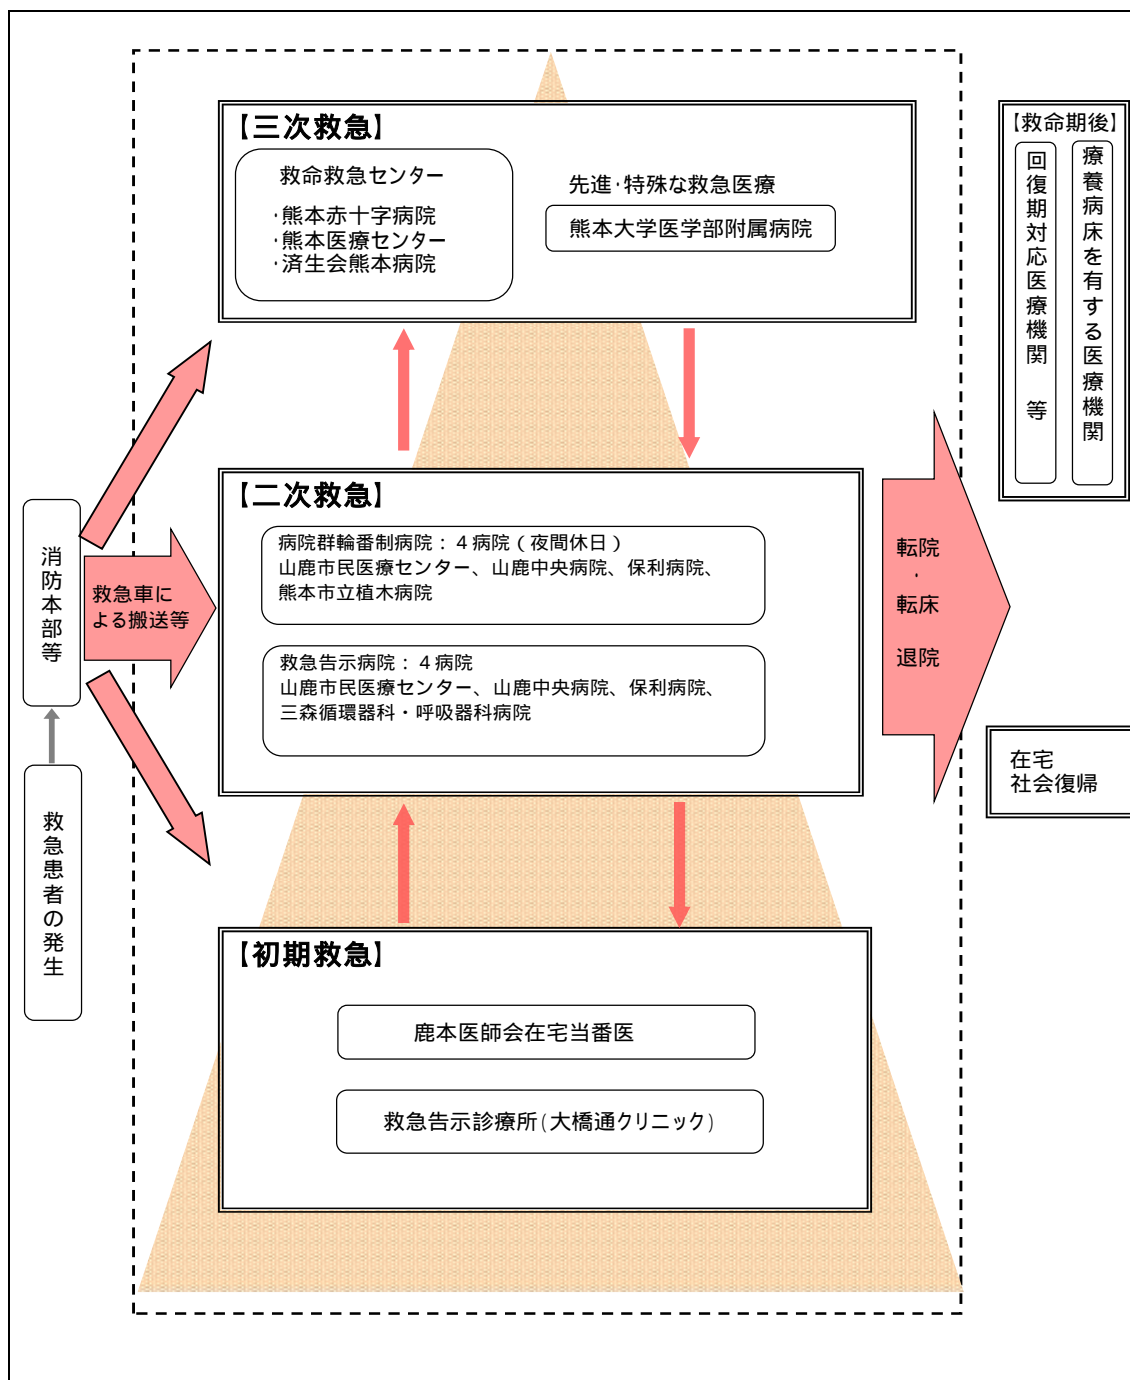 【三次救急】
救命救急センター
・熊本赤十字病院
・熊本医療センター
・済生会熊本病院
先進・特殊な救急医療
熊本大学医学部附属病院
【救命期後】
回復期対応医療機関　等
療養病床を有する医療機関
【二次救急】
病院群輪番制病院：４病院（夜間休日）
山鹿市民医療センター、山鹿中央病院、保利病院、
熊本市立植木病院
救急告示病院：４病院
山鹿市民医療センター、山鹿中央病院、保利病院、
三森循環器科・呼吸器科病院
消防本部等
救急車に
よる搬送等
転院
・
転床
退院
救急患者の発生
在宅
社会復帰
【初期救急】
鹿本医師会在宅当番医
救急告示診療所(大橋通クリニック)